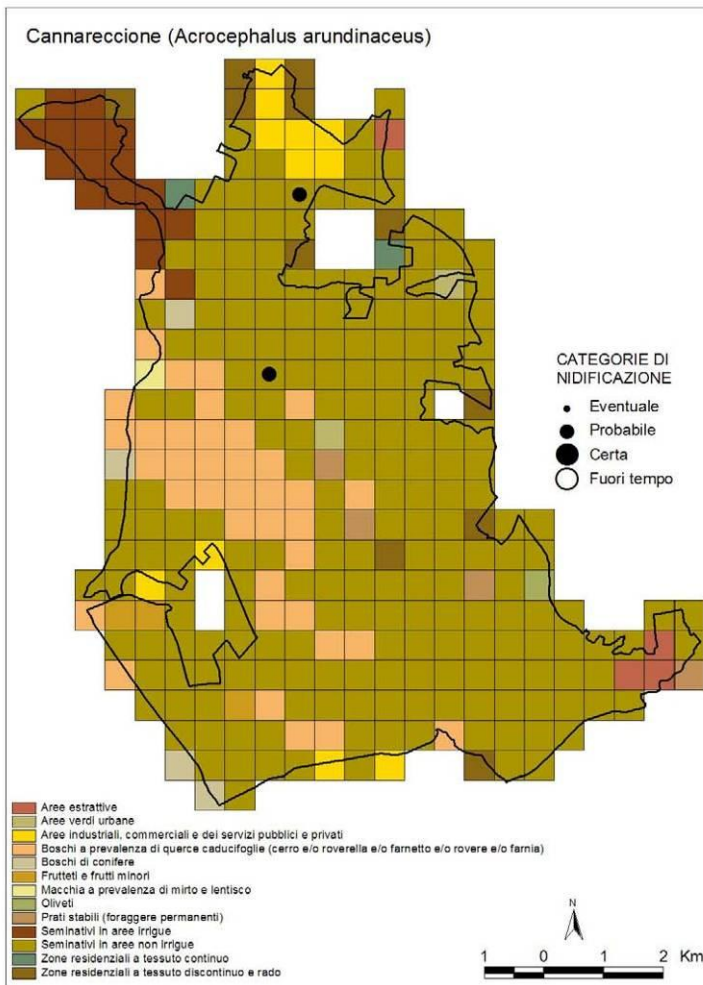 Cannareccione (Acrocephalus arundinaceus)
CATEGORIE DI
NIDIFICAZIONE
Eventuale
Probabile
Certa
Fuori tempo
Aree estrattive
Aree verdi urbane
Aree industriali, commerciali e dei servizi pubblici e privati
Boschi a prevalenza di querce caducifoglie (cerro e/o roverella e/o farnetto e/o rovere e/o farnia)
Boschi di conifere
Frutteti e frutti minori
Macchia a prevalenza di mirto e lentisco
Oliveti
Prati stabili (foraggere permanenti)
Seminativi in aree irrigue
Seminativi in aree non irrigue
Zone residenziali a tessuto continuo
Zone residenziali a tessuto discontinuo e rado
N
1 0 1 2 Km